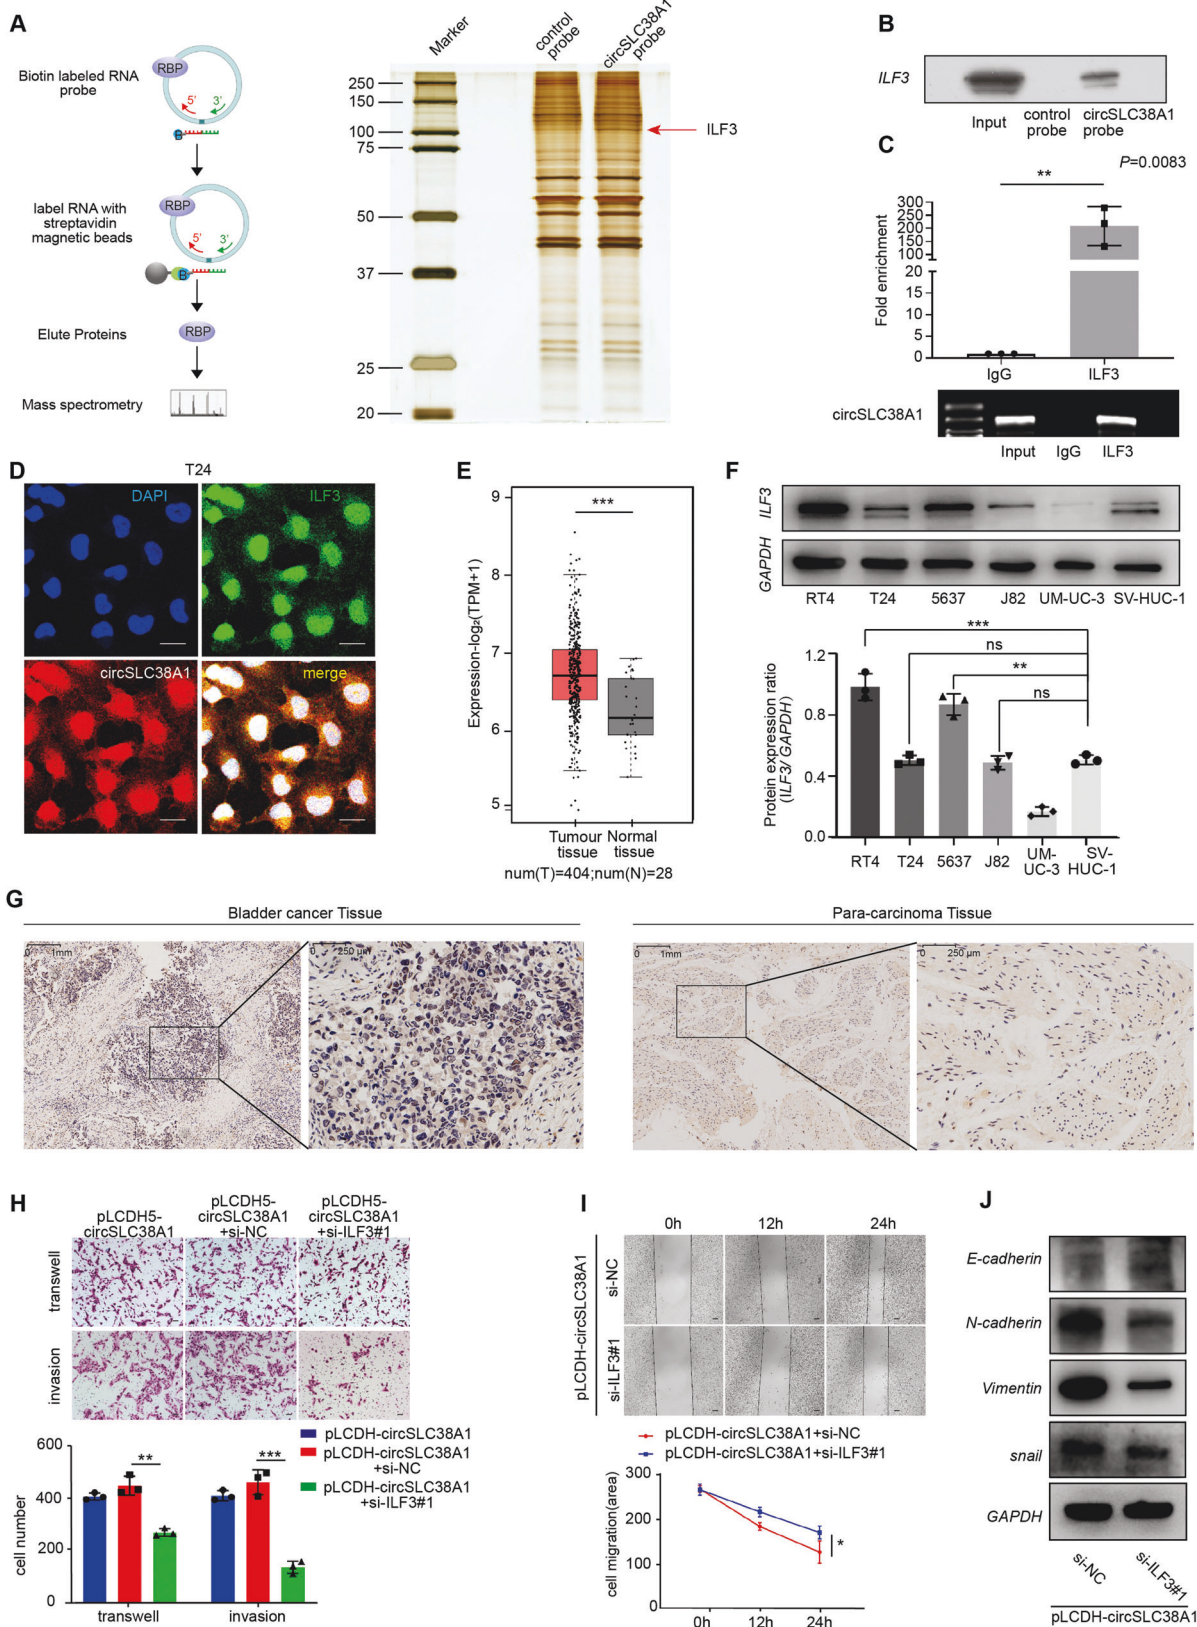 A
Biotin labeled RNA
probe
RBP
5'
3'
B
label RNA with
streptavidin
magnetic beads
RBP
5'
3'
B
Elute Proteins
RBP
Mass spectrometry
Marker
control
probe
circSLC38A1
probe
250
150
100
75
50
37
25
20
ILF3
B
ILF3
Input
control
probe
circSLC38A1
probe
C
P=0.0083
**
Fold enrichment
300
250
200
150
100
20
15
10
5
0
IgG
ILF3
circSLC38A1
Input
IgG
ILF3
D
T24
DAPI
ILF3
circSLC38A1
merge
E
Expression-log₂(TPM+1)
9
8
7
6
5
***
Tumour
tissue
Normal
tissue
num(T)=404;num(N)=28
F
ILF3
GAPDH
RT4
T24
5637
J82
UM-UC-3
SV-HUC-1
Protein expression ratio
(ILF3/ GAPDH)
1.2
0.8
0.4
0.0
***
ns
**
ns
RT4
T24
5637
J82
UM-
UC-3
SV-
HUC-1
G
Bladder cancer Tissue
Para-carcinoma Tissue
0 1mm
0 250 µm
0 1mm
0 250 µm
H
pLCDH5-
circSLC38A1
pLCDH5-
circSLC38A1
+si-NC
pLCDH5-
circSLC38A1
+si-ILF3#1
transwell
invasion
pLCDH-circSLC38A1
pLCDH-circSLC38A1
+si-NC
pLCDH-circSLC38A1
+si-ILF3#1
cell number
600
400
200
0
**
***
transwell
invasion
I
0h
12h
24h
pLCDH-circSLC38A1
si-NC
si-ILF3#1
pLCDH-circSLC38A1+si-NC
pLCDH-circSLC38A1+si-ILF3#1
cell migration(area)
300
200
100
0
*
0h
12h
24h
J
E-cadherin
N-cadherin
Vimentin
snail
GAPDH
si-NC
si-ILF3#1
pLCDH-circSLC38A1